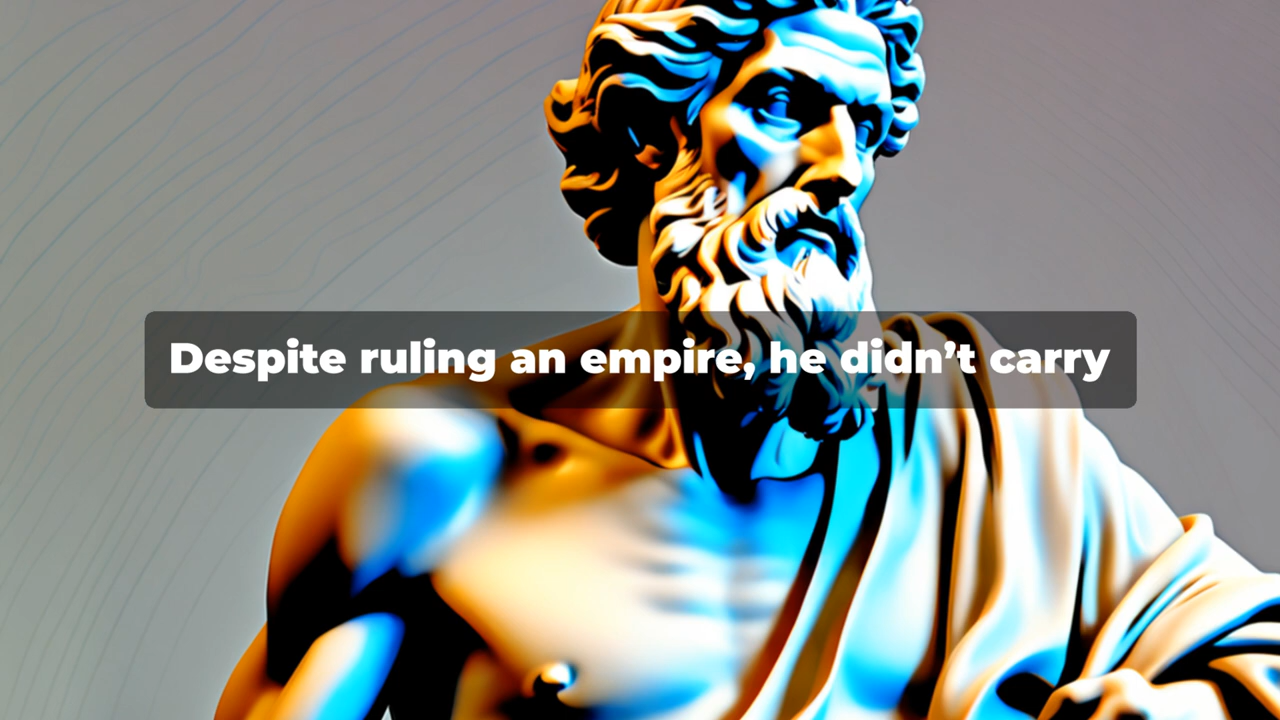 Despite ruling an empire, he didn’t carry